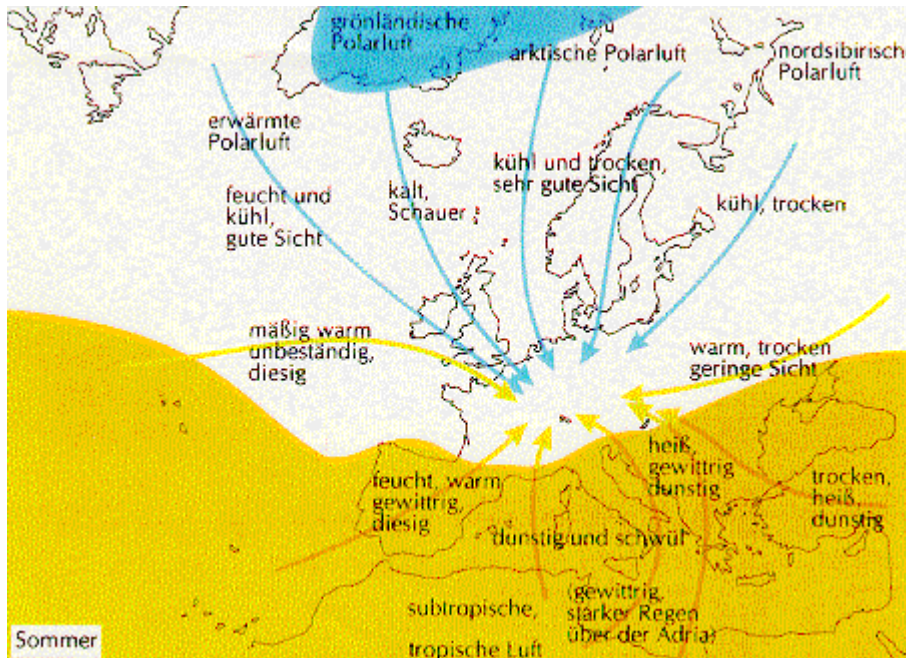 grönländische
Polarluft
arktische Polarluft
nordsibirisch
Polarluft
erwärmte
Polarluft
feucht und
kühl,
gute Sicht
kalt,
Schauer
kühl und trocken,
sehr gute Sicht
kühl, trocken
mäßig warm
unbeständig,
diesig
warm, trocken
geringe Sicht
feucht, warm
gewittrig,
diesig
heiß,
gewittrig
dunstig
trocken,
heiß,
dunstig
dunstig und schwül
subtropische,
tropische Luft
(gewittrig,
starker Regen
über der Adria)
Sommer